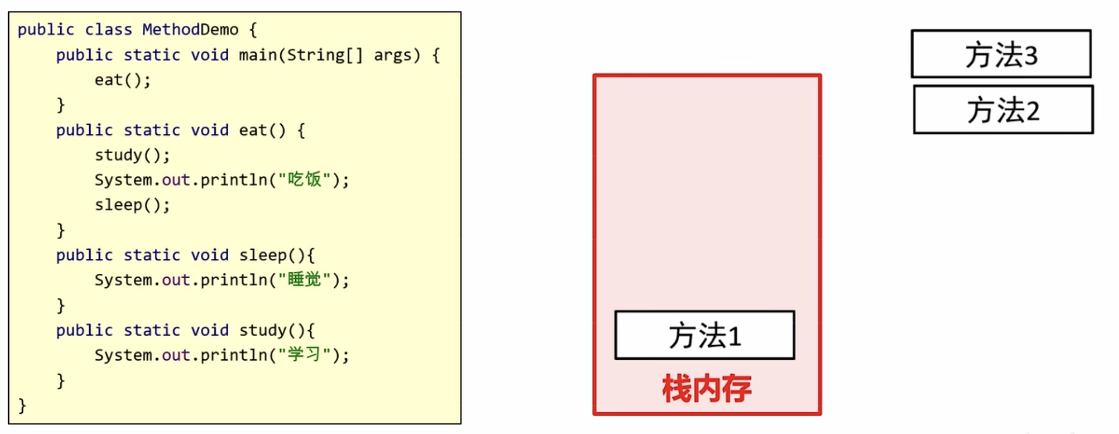 public class MethodDemo {
    public static void main(String[] args) {
        eat();
    }
    public static void eat() {
        study();
        System.out.println("吃饭");
        sleep();
    }
    public static void sleep(){
        System.out.println("睡觉");
    }
    public static void study(){
        System.out.println("学习");
    }
}
方法1
栈内存
方法3
方法2